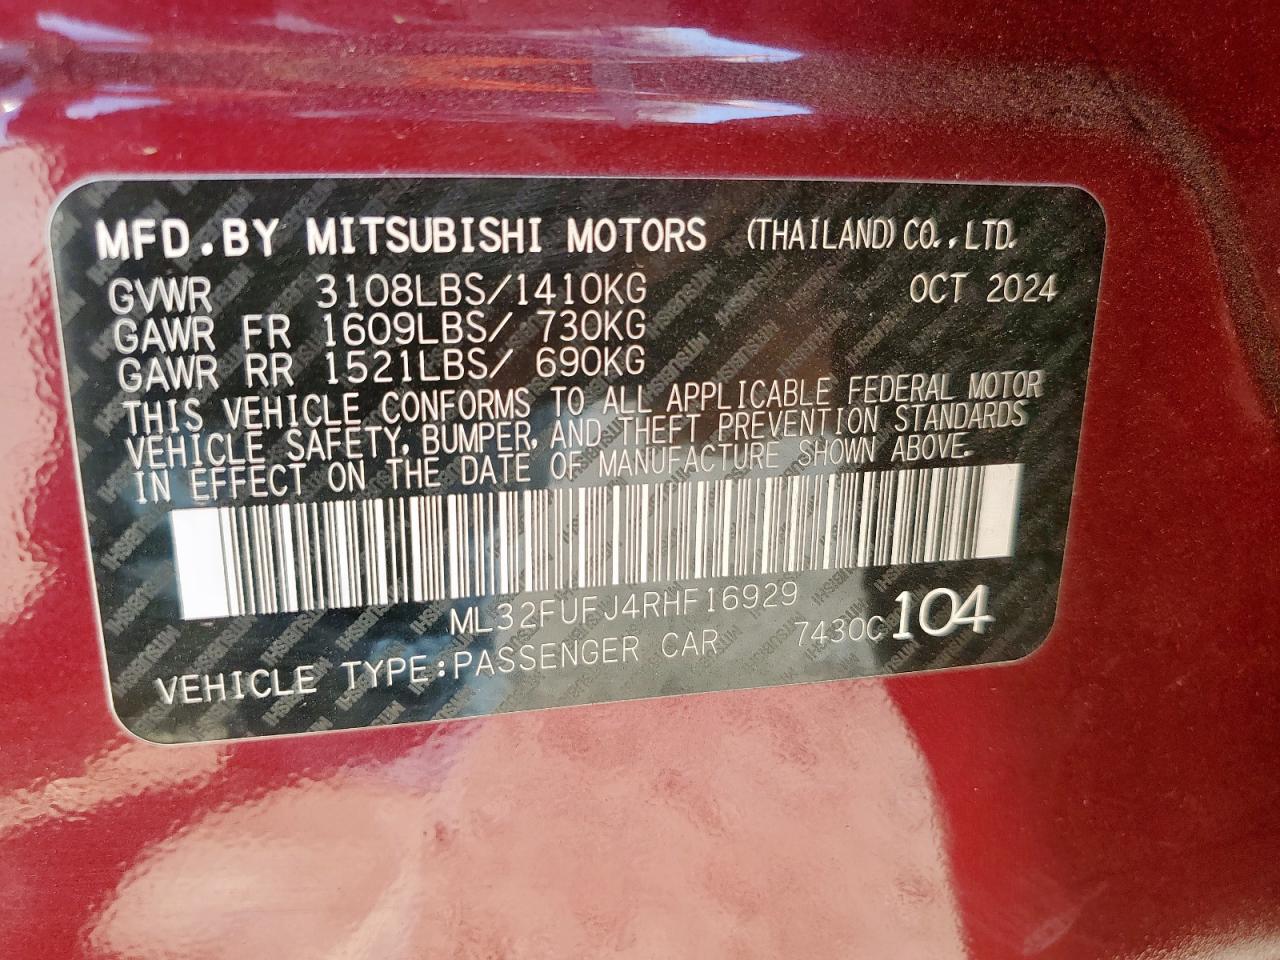 MFD.BY MITSUBISHI MOTORS (THAILAND) CO.,LTD.
GVWR 3108LBS/1410KG OCT 2024
GAWR FR 1609LBS/ 730KG
GAWR RR 1521LBS/ 690KG
THIS VEHICLE CONFORMS TO ALL APPLICABLE FEDERAL MOTOR
VEHICLE SAFETY, BUMPER, AND THEFT PREVENTION STANDARDS
IN EFFECT ON THE DATE OF MANUFACTURE SHOWN ABOVE.
ML32FUFJ4RHF16929
VEHICLE TYPE:PASSENGER CAR 7430C 104